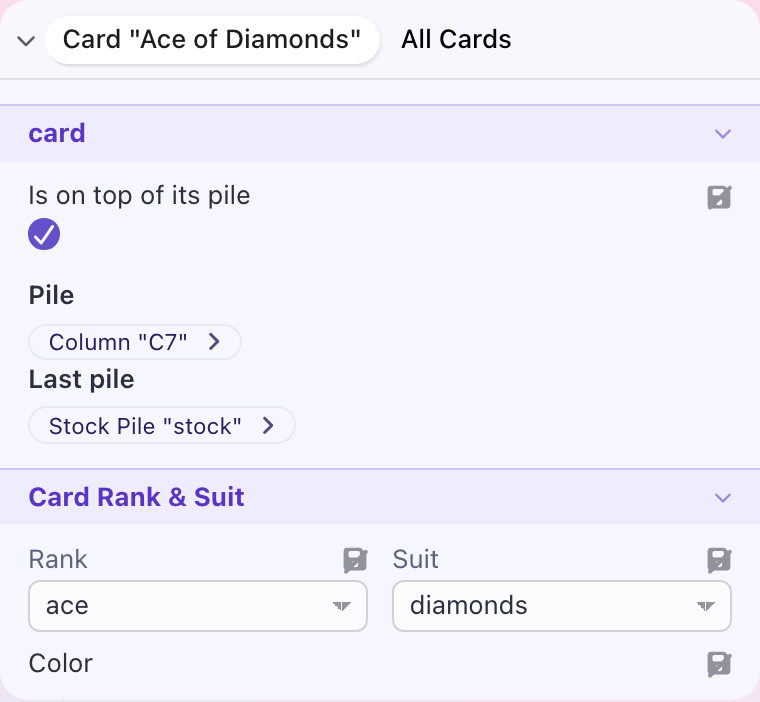 Card "Ace of Diamonds" All Cards
card
Is on top of its pile
Pile
Column "C7"
Last pile
Stock Pile "stock"
Card Rank & Suit
Rank Suit
ace diamonds
Color